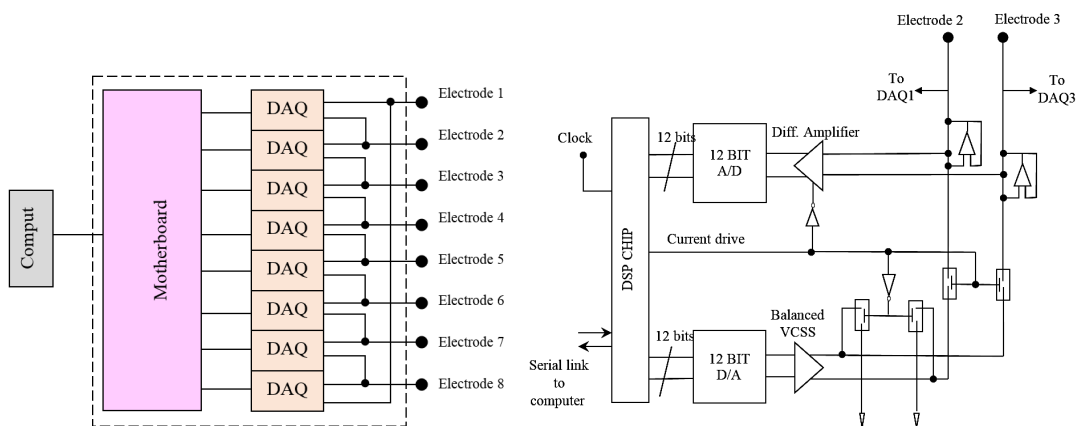 Comput
Motherboard
DAQ
DAQ
DAQ
DAQ
DAQ
DAQ
DAQ
DAQ
Electrode 1
Electrode 2
Electrode 3
Electrode 4
Electrode 5
Electrode 6
Electrode 7
Electrode 8
Electrode 2
Electrode 3
To
DAQ1
To
DAQ3
Clock
12 bits
Diff. Amplifier
12 BIT
A/D
DSP CHIP
Current drive
Balanced
VCSS
12 bits
12 BIT
D/A
Serial link
to
computer